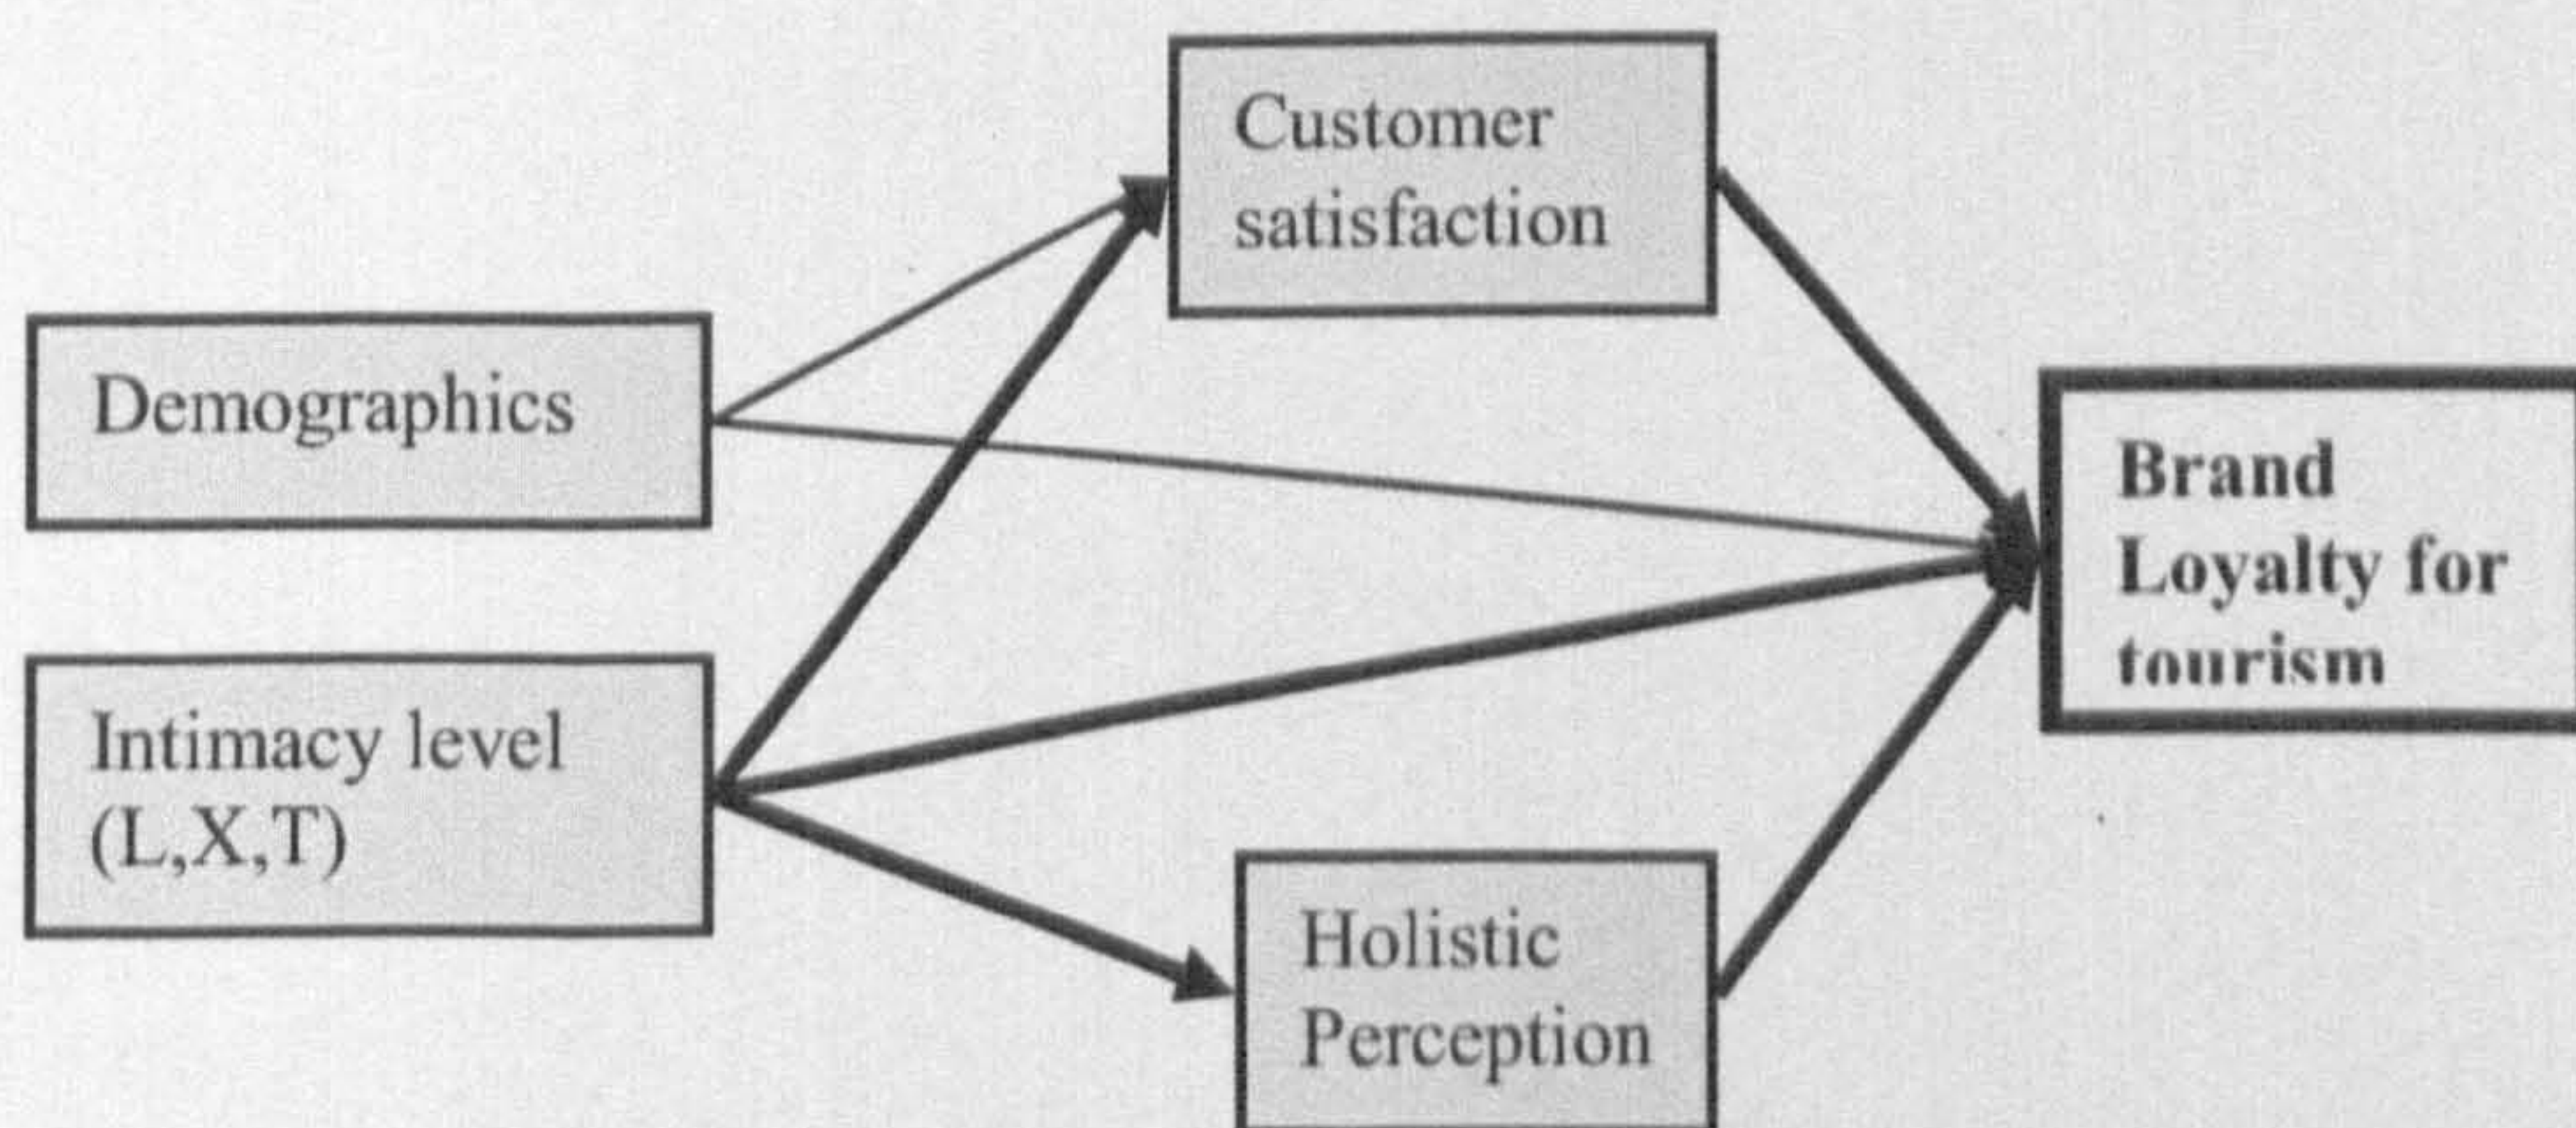 Customer
satisfaction
Demographics
Brand
Loyalty for
tourism
Intimacy level
(L,X,T)
Holistic
Perception